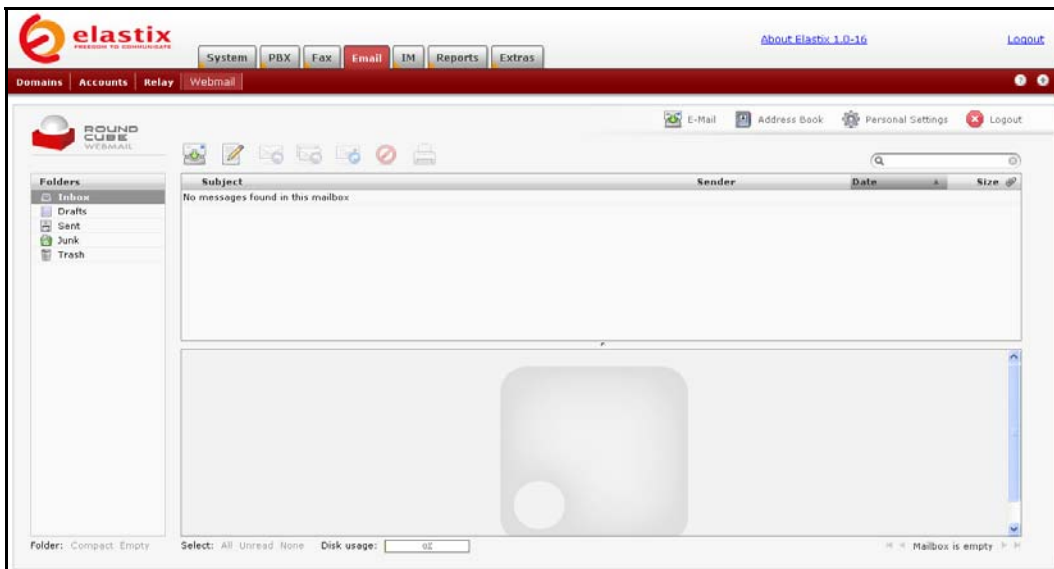 elastix
FREEDOM TO COMMUNICATE
About Elastix 1.0-16
Logout
System PBX Fax Email IM Reports Extras
Domains Accounts Relay Webmail
ROUND
CUBE
WEBMAIL
E-Mail Address Book Personal Settings Logout
Folders
Inbox
Drafts
Sent
Junk
Trash
Subject Sender Date Size
No messages found in this mailbox
Folder: Compact Empty
Select: All Unread None Disk usage: 0%
Mailbox is empty